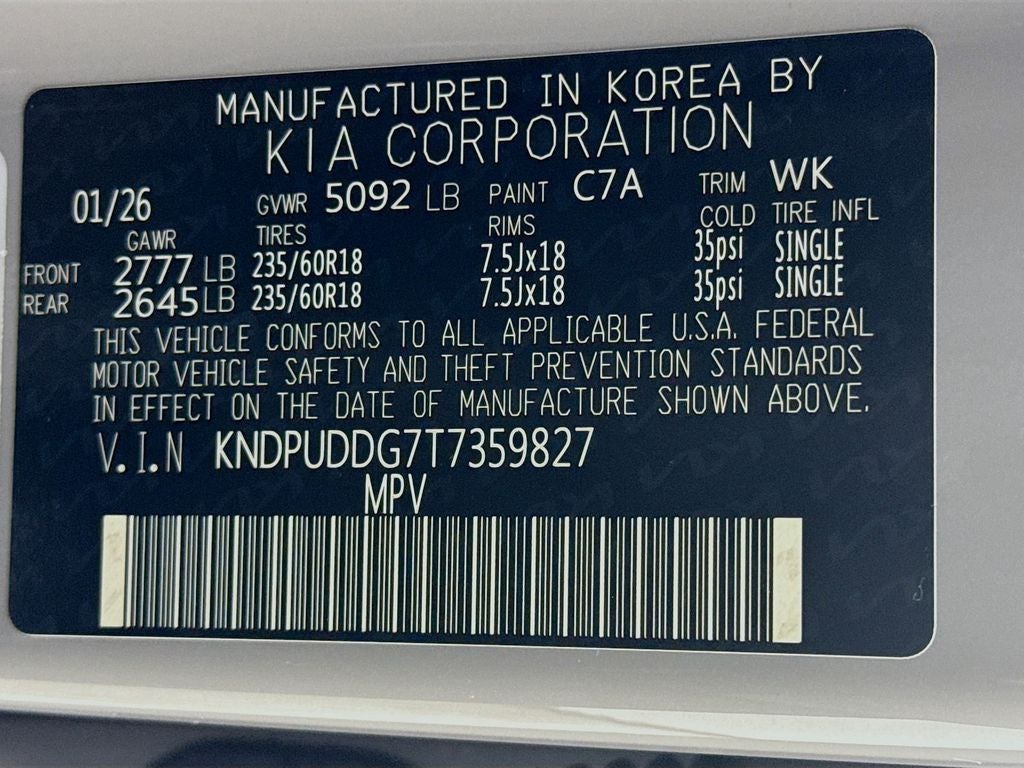 MANUFACTURED IN KOREA BY
KIA CORPORATION
01/26 GVWR 5092 LB PAINT C7A TRIM WK
GAWR TIRES RIMS COLD TIRE INFL
FRONT 2777 LB 235/60R18 7.5Jx18 35psi SINGLE
REAR 2645 LB 235/60R18 7.5Jx18 35psi SINGLE
THIS VEHICLE CONFORMS TO ALL APPLICABLE U.S.A. FEDERAL
MOTOR VEHICLE SAFETY AND THEFT PREVENTION STANDARDS
IN EFFECT ON THE DATE OF MANUFACTURE SHOWN ABOVE.
V.I.N KNDPUDDG7T7359827
MPV